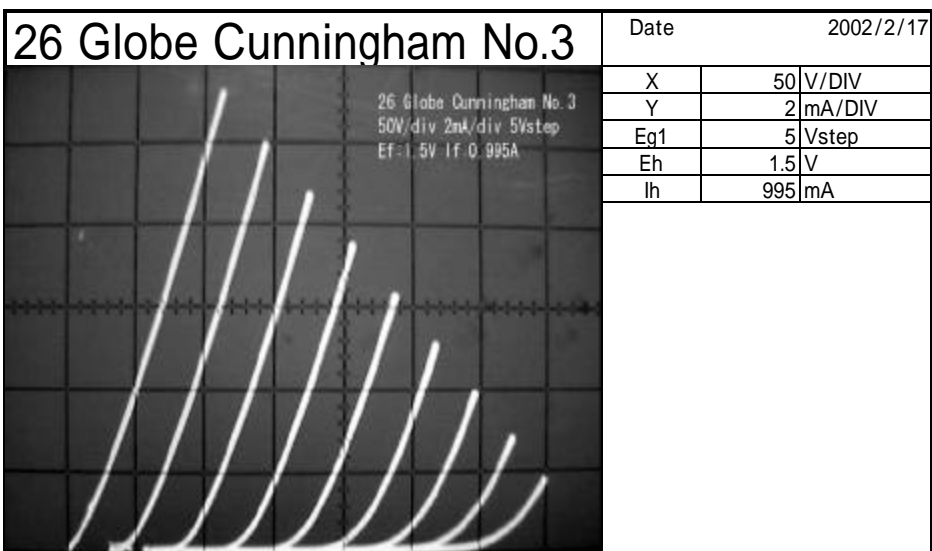 26 Globe Cunningham No.3
Date 2002/2/17
X 50 V/DIV
Y 2 mA/DIV
Eg1 5 Vstep
Eh 1.5 V
Ih 995 mA
26 Globe Cunningham No.3
50V/div 2mA/div 5Vstep
Ef:1.5V If 0.995A